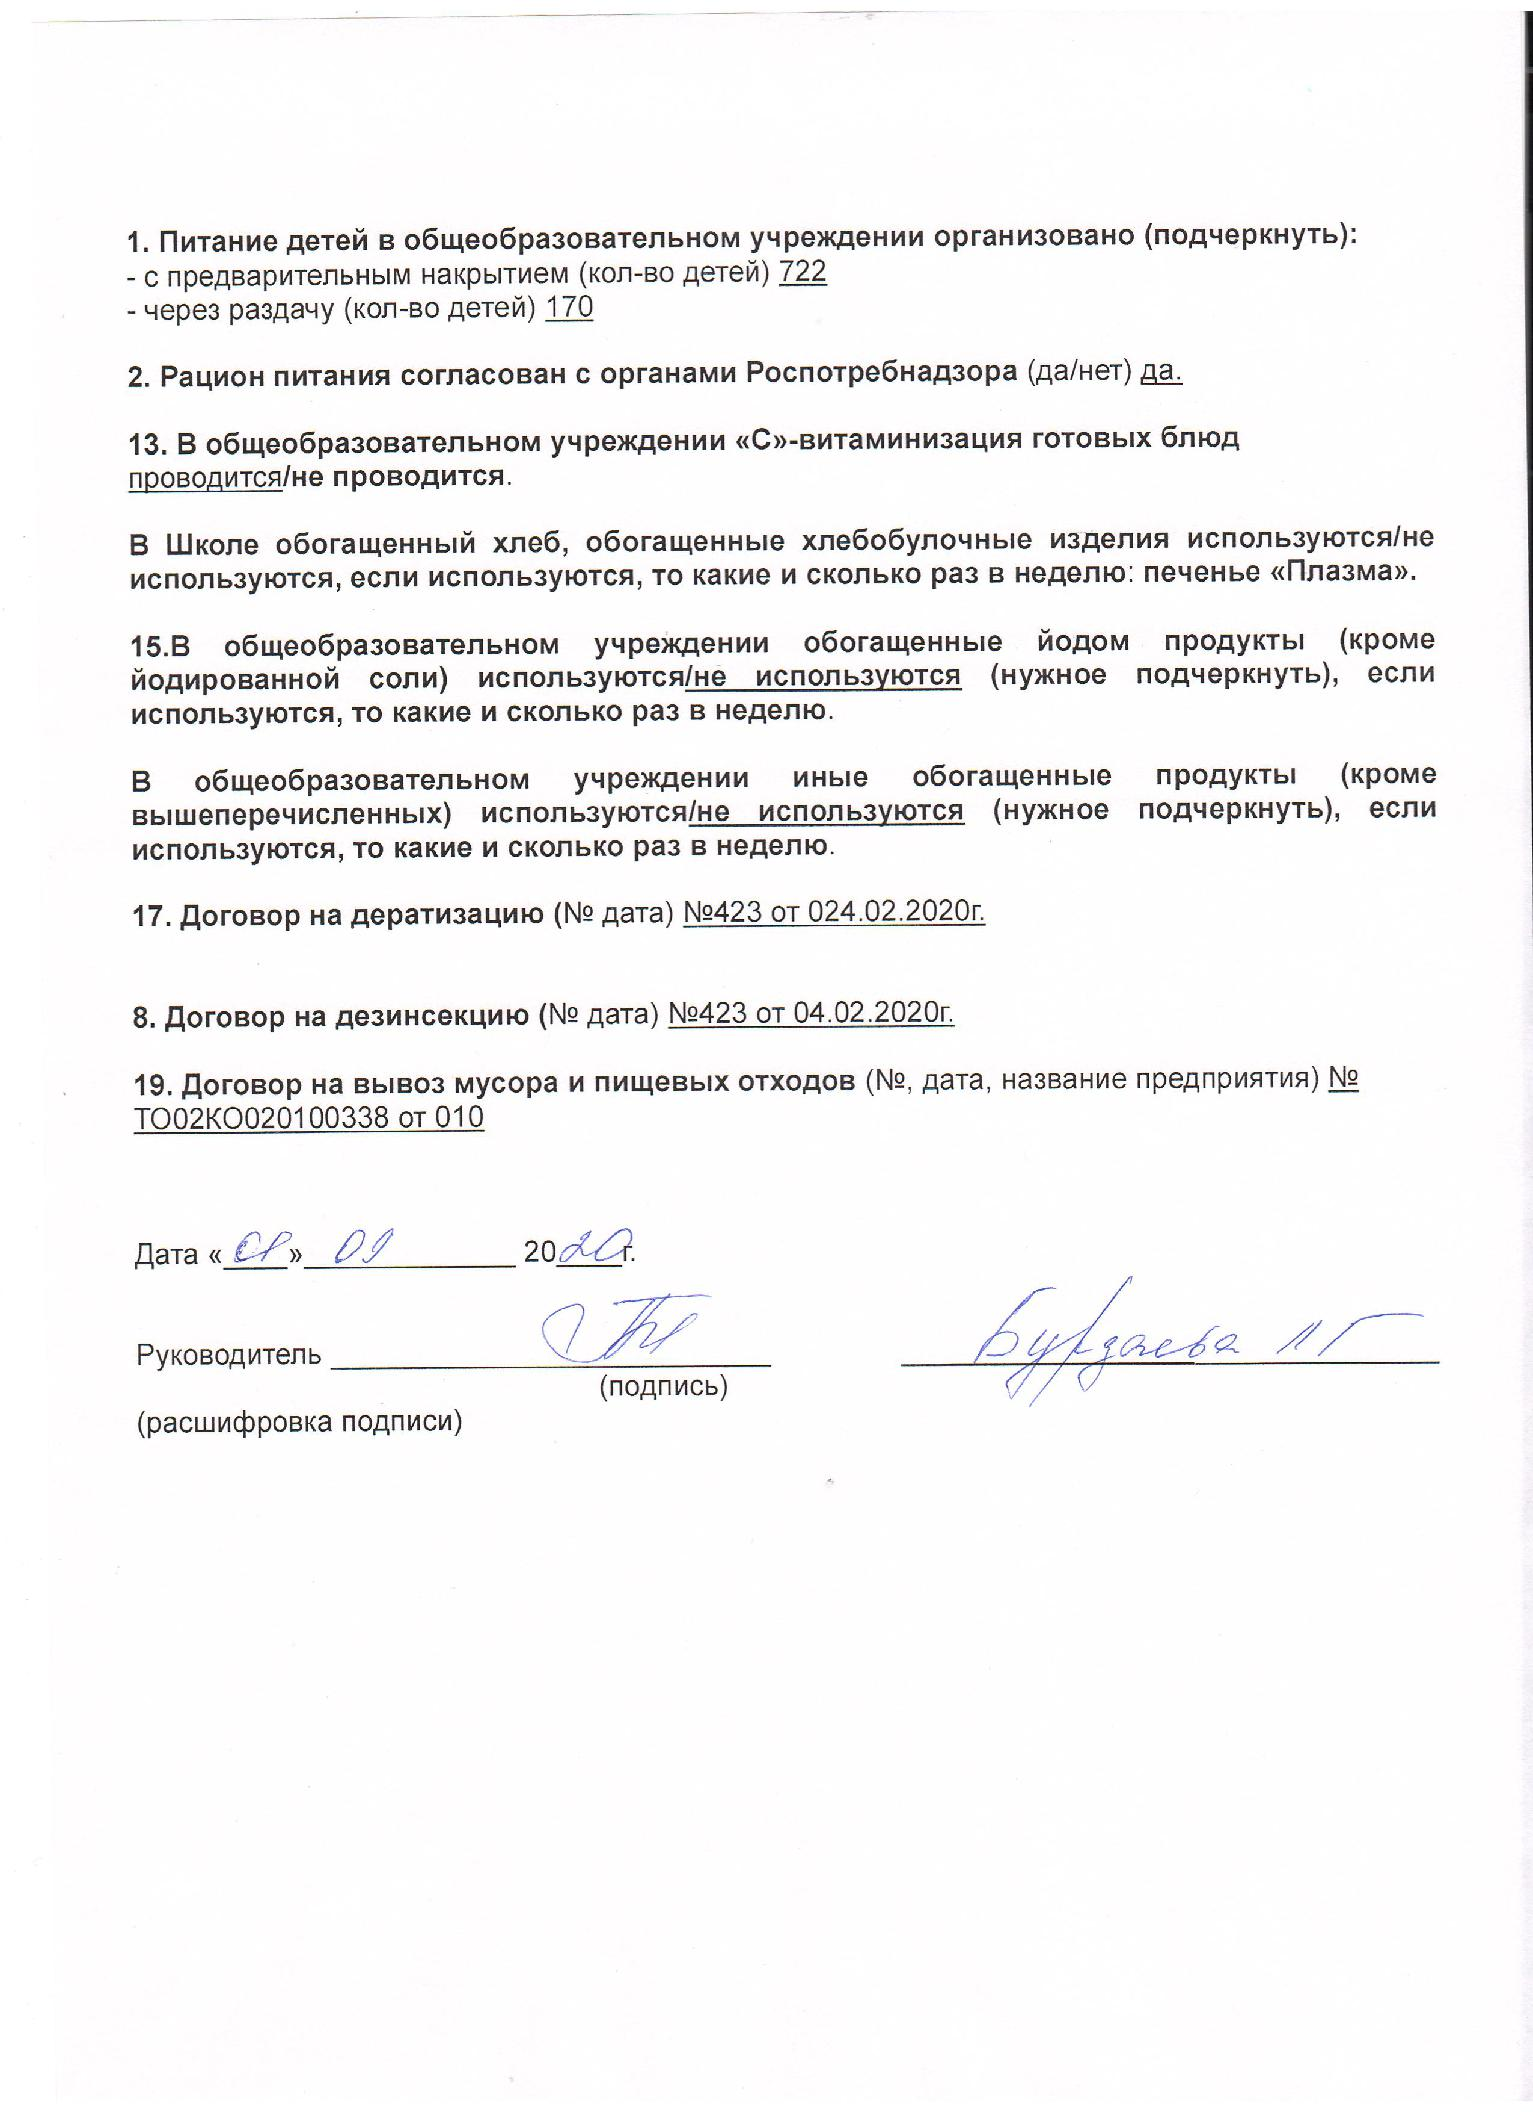 1. Питание детей в общеобразовательном учреждении организовано (подчеркнуть):
- с предварительным накрытием (кол-во детей) 722
- через раздачу (кол-во детей) 170
2. Рацион питания согласован с органами Роспотребнадзора (да/нет) да.
13. В общеобразовательном учреждении «С»-витаминизация готовых блюд
проводится/не проводится.
В Школе обогащенный хлеб, обогащенные хлебобулочные изделия используются/не
используются, если используются, то какие и сколько раз в неделю: печенье «Плазма».
15.В общеобразовательном учреждении обогащенные йодом продукты (кроме
йодированной соли) используются/не используются (нужное подчеркнуть), если
используются, то какие и сколько раз в неделю.
В общеобразовательном учреждении иные обогащенные продукты (кроме
вышеперечисленных) используются/не используются (нужное подчеркнуть), если
используются, то какие и сколько раз в неделю.
17. Договор на дератизацию (№ дата) №423 от 024.02.2020г.
8. Договор на дезинсекцию (№ дата) №423 от 04.02.2020г.
19. Договор на вывоз мусора и пищевых отходов (№, дата, название предприятия) №
ТО02КО020100338 от 010
Дата «01» 09 2020г.
Руководитель Бурдаева
(подпись)
(расшифровка подписи)